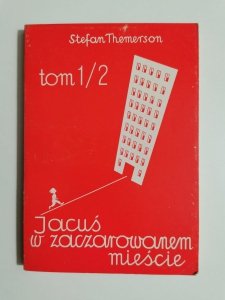 Stefan Themerson
tom 1/2
Jacuś
w zaczarowanem
mieście